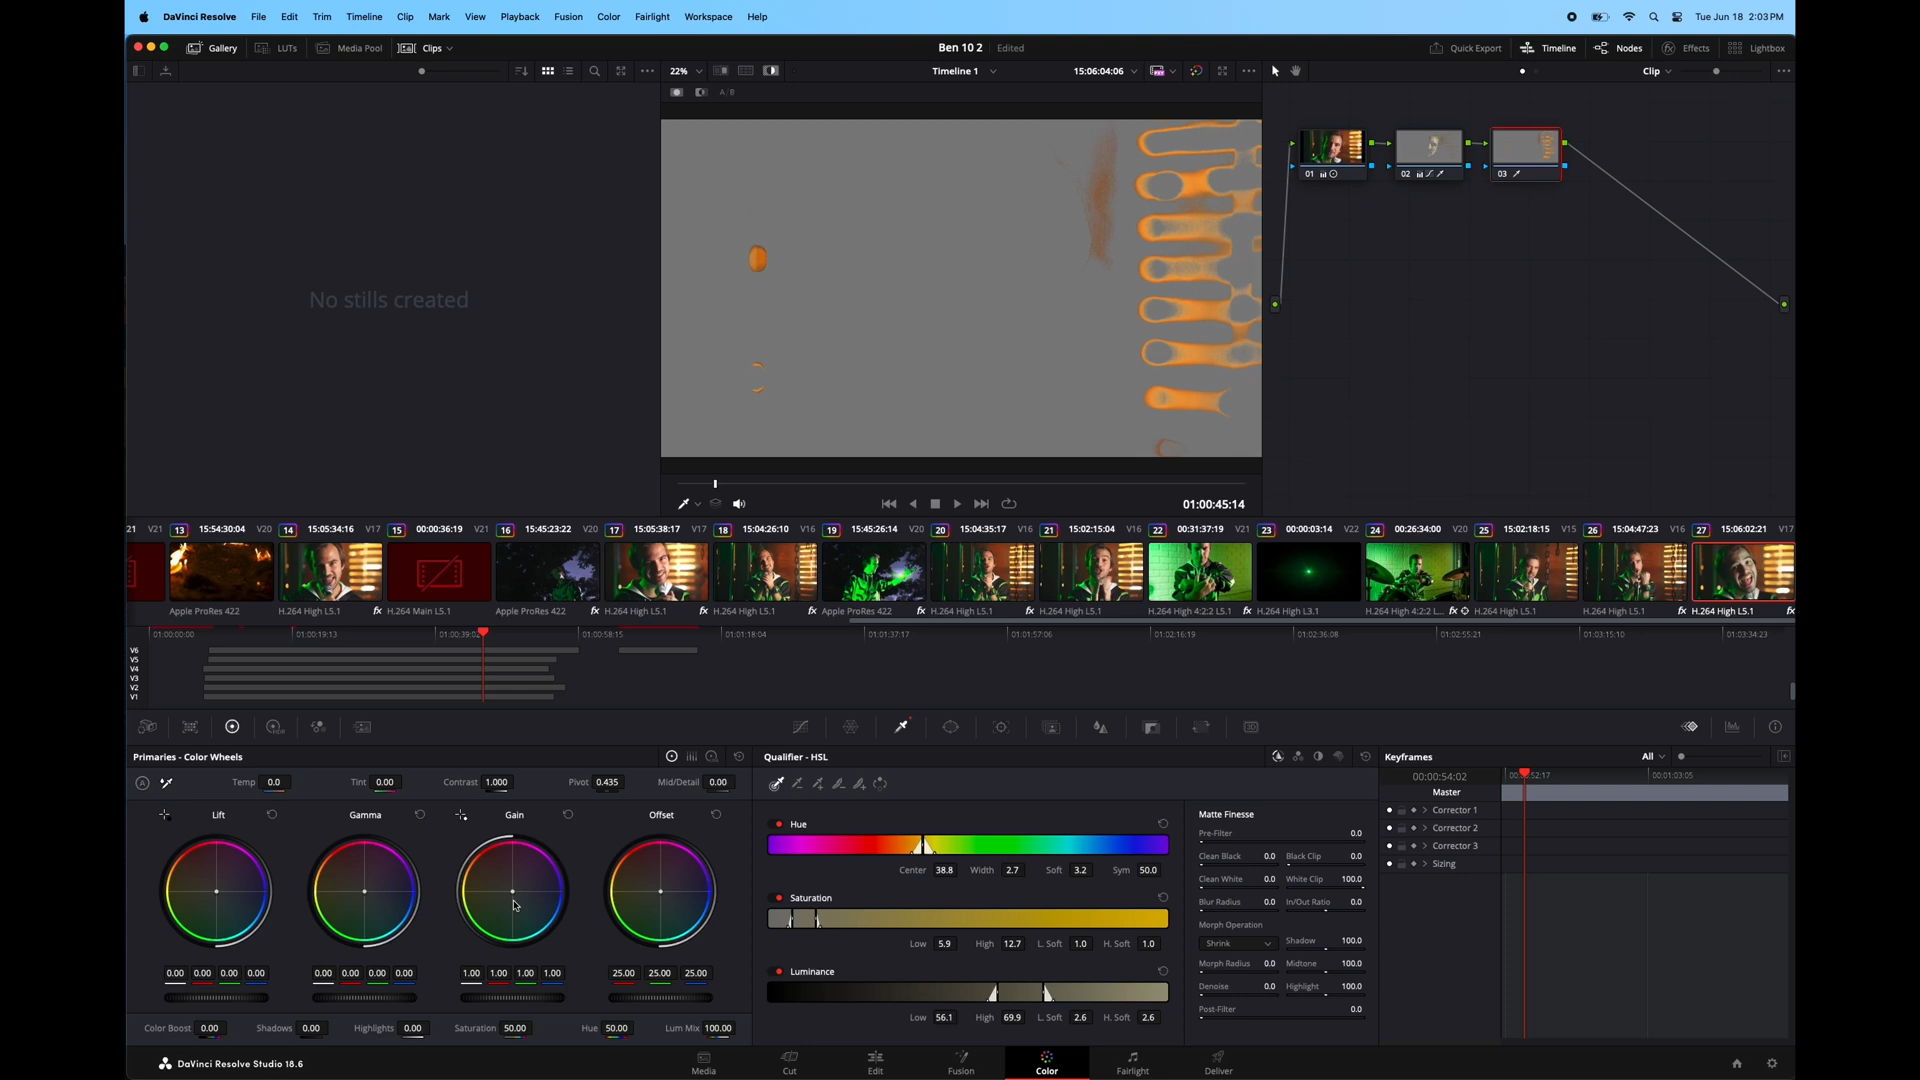 DaVinci Resolve File Edit Trim Timeline Clip Mark View Playback Fusion Color Fairlight Workspace Help Tue Jun 18 2:03 PM
Gallery LUTs Media Pool Clips Ben 10 2 Edited Quick Export Timeline Nodes Effects Lightbox
22% Timeline 1 15:06:04:06 Clip
A/B
01 02 03
No stills created
01:00:45:14
21 V21 13 15:54:30:04 V20 14 15:05:34:16 V17 15 00:00:36:19 V21 16 15:45:23:22 V20 17 15:05:38:17 V17 18 15:04:26:10 V16 19 15:45:26:14 V20 20 15:04:35:17 V16 21 15:02:15:04 V16 22 00:31:37:19 V21 23 00:00:03:14 V22 24 00:26:34:00 V20 25 15:02:18:15 V15 26 15:04:47:23 V16 27 15:06:02:21 V17
Apple ProRes 422 H.264 High L5.1 fx H.264 Main L5.1 Apple ProRes 422 fx H.264 High L5.1 fx H.264 High L5.1 fx Apple ProRes 422 fx H.264 High L5.1 fx H.264 High L5.1 H.264 High 4:2:2 L5.1 fx H.264 High L3.1 H.264 High 4:2:2 L... fx H.264 High L5.1 H.264 High L5.1 fx H.264 High L5.1 fx
01:00:00:00 01:00:19:13 01:00:39:02 01:00:58:15 01:01:18:04 01:01:37:17 01:01:57:06 01:02:16:19 01:02:36:08 01:02:55:21 01:03:15:10 01:03:34:23
V6
V5
V4
V3
V2
V1
HDR 3D
Primaries - Color Wheels Qualifier - HSL Keyframes All
Temp 0.0 Tint 0.00 Contrast 1.000 Pivot 0.435 Mid/Detail 0.00
00:00:54:02 00:00:52:17 00:01:03:05
Master
Lift Gamma Gain Offset
Hue
Center 38.8 Width 2.7 Soft 3.2 Sym 50.0
Saturation
Low 5.9 High 12.7 L. Soft 1.0 H. Soft 1.0
Luminance
Low 56.1 High 69.9 L. Soft 2.6 H. Soft 2.6
Matte Finesse
Pre-Filter 0.0
Clean Black 0.0 Black Clip 0.0
Clean White 0.0 White Clip 100.0
Blur Radius 0.0 In/Out Ratio 0.0
Morph Operation
Shrink Shadow 100.0
Morph Radius 0.0 Midtone 100.0
Denoise 0.0 Highlight 100.0
Post-Filter 0.0
Corrector 1
Corrector 2
Corrector 3
Sizing
0.00 0.00 0.00 0.00 0.00 0.00 0.00 0.00 1.00 1.00 1.00 1.00 25.00 25.00 25.00
Color Boost 0.00 Shadows 0.00 Highlights 0.00 Saturation 50.00 Hue 50.00 Lum Mix 100.00
DaVinci Resolve Studio 18.6 Media Cut Edit Fusion Color Fairlight Deliver